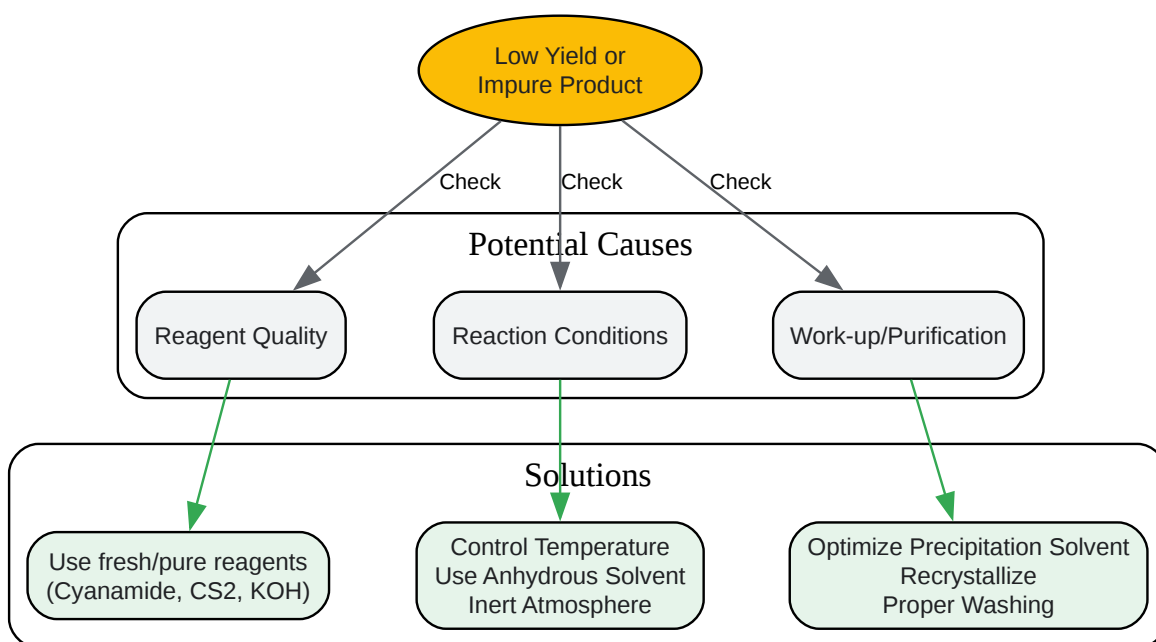 Low Yield or
Impure Product
Check
Check
Check
Potential Causes
Reagent Quality
Reaction Conditions
Work-up/Purification
Solutions
Use fresh/pure reagents
(Cyanamide, CS2, KOH)
Control Temperature
Use Anhydrous Solvent
Inert Atmosphere
Optimize Precipitation Solvent
Recrystallize
Proper Washing